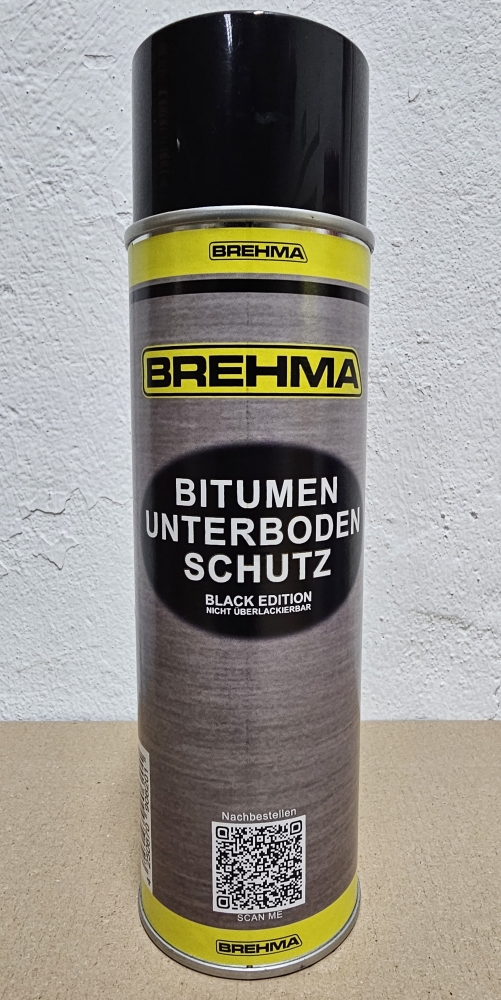 BREHMA
BREHMA
BITUMEN
UNTERBODEN
SCHUTZ
BLACK EDITION
NICHT ÜBERLACKIERBAR
Nachbestellen
SCAN ME
BREHMA